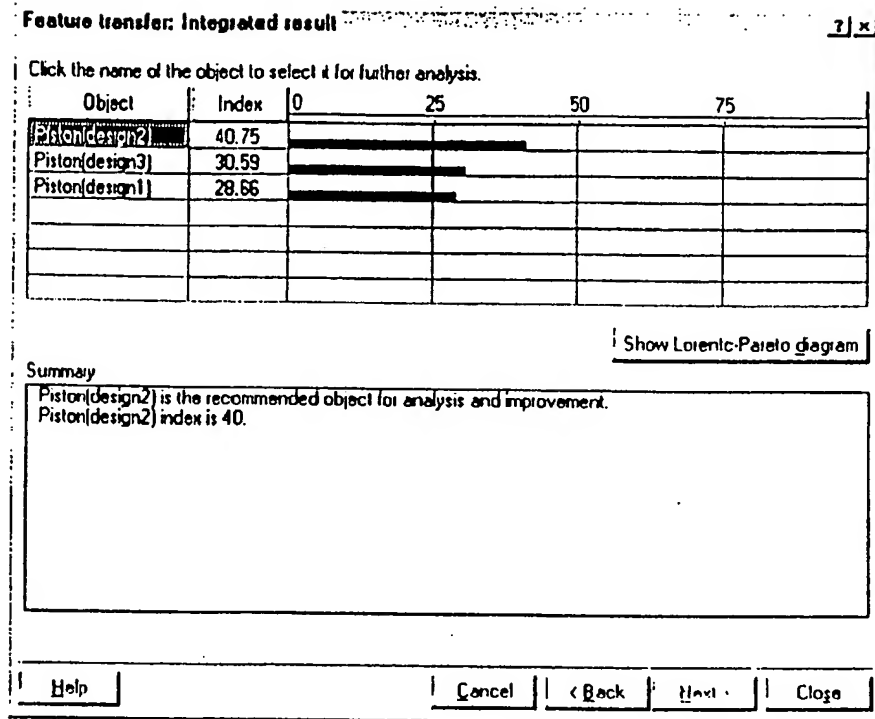 Feature transfer: Integrated result ? ×
Click the name of the object to select it for further analysis.
Object Index 0 25 50 75
Piston(design2) 40.75
Piston(design3) 30.59
Piston(design1) 28.66
Show Lorentc-Pareto diagram
Summary
Piston(design2) is the recommended object for analysis and improvement.
Piston(design2) index is 40.
Help Cancel < Back Next > Close